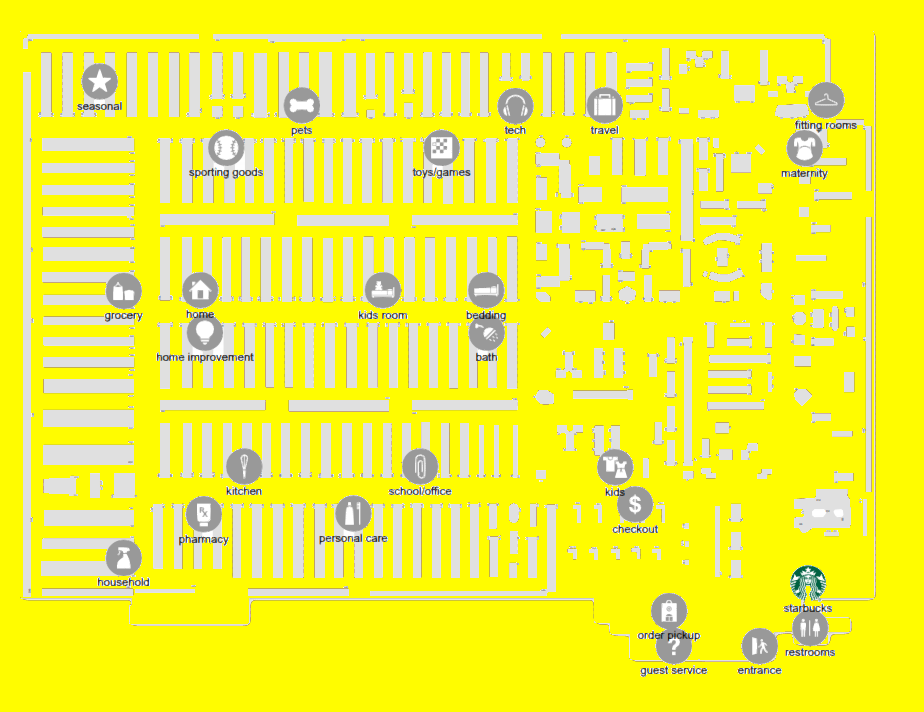 seasonal
pets
tech
travel
fitting rooms
sporting goods
toys/games
maternity
grocery
home
kids room
bedding
home improvement
bath
kitchen
school/office
kids
Rx
pharmacy
personal care
$
checkout
household
starbucks
order pickup
?
guest service
entrance
restrooms